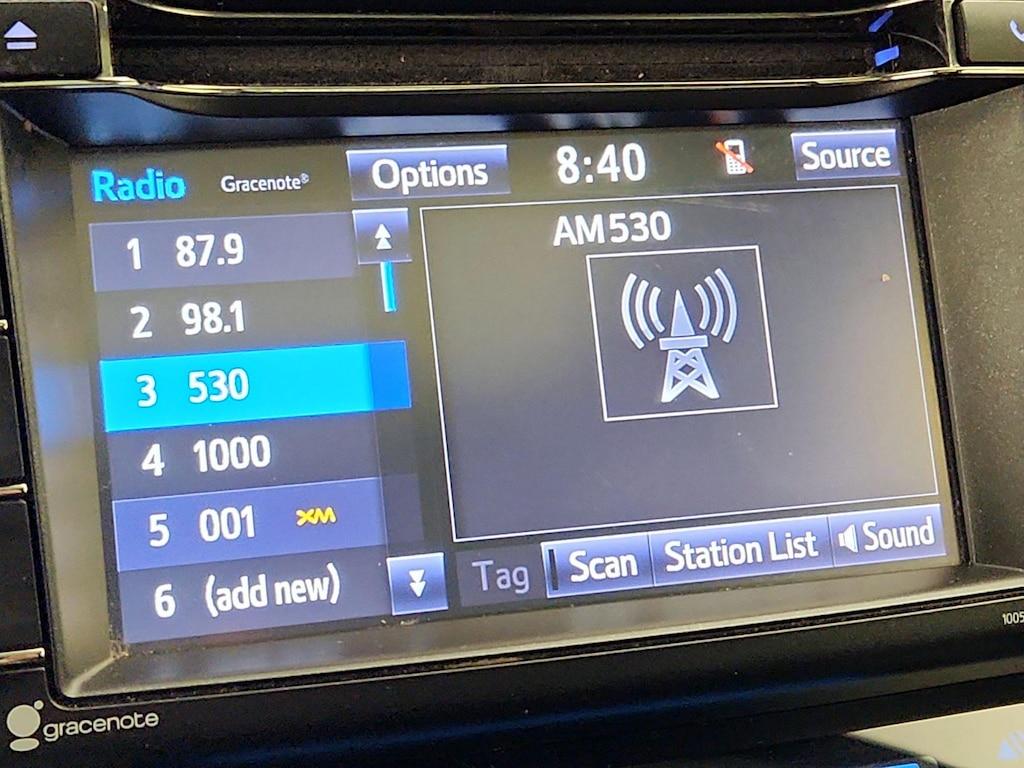 Radio Gracenote® Options 8:40 Source
1 87.9
2 98.1
3 530
4 1000
5 001 XM
6 (add new)
AM530
Tag Scan Station List Sound
1005
gracenote